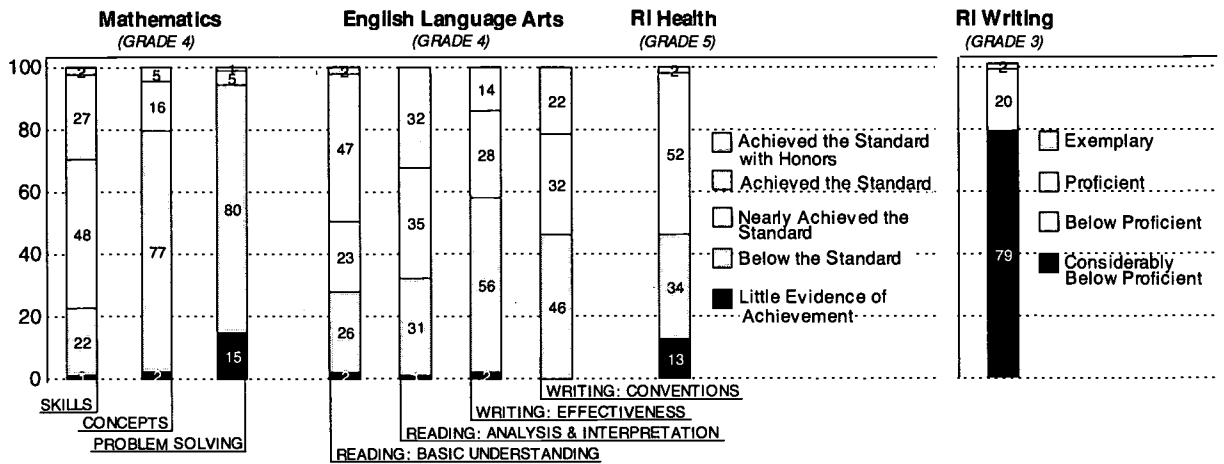 Mathematics
(GRADE 4)
English Language Arts
(GRADE 4)
RI Health
(GRADE 5)
RI Writing
(GRADE 3)
100
80
60
40
20
0
2
27
48
22
1
5
16
77
2
1
5
80
15
2
47
23
26
2
32
35
31
1
14
28
56
2
22
32
46
2
52
34
13
2
20
79
Achieved the Standard
with Honors
Achieved the Standard
Nearly Achieved the
Standard
Below the Standard
Little Evidence of
Achievement
Exemplary
Proficient
Below Proficient
Considerably
Below Proficient
SKILLS
CONCEPTS
PROBLEM SOLVING
WRITING: CONVENTIONS
WRITING: EFFECTIVENESS
READING: ANALYSIS & INTERPRETATION
READING: BASIC UNDERSTANDING